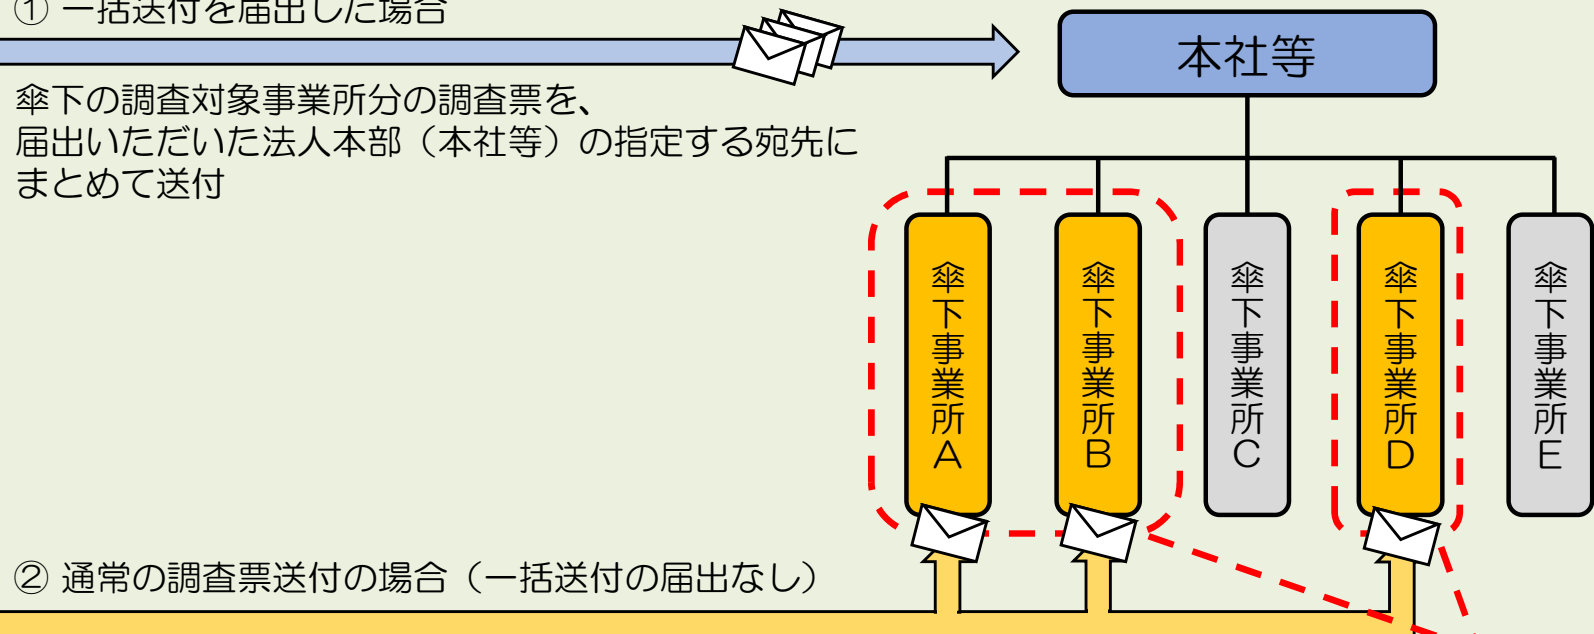 ① 一括送付を届出した場合
本社等
傘下の調査対象事業所分の調査票を、
届出いただいた法人本部（本社等）の指定する宛先に
まとめて送付
傘下事業所A
傘下事業所B
傘下事業所C
傘下事業所D
傘下事業所E
② 通常の調査票送付の場合（一括送付の届出なし）